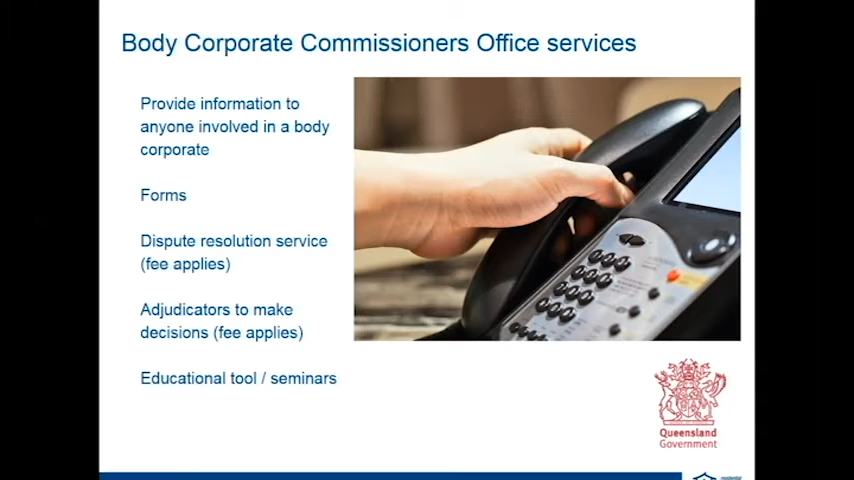 Body Corporate Commissioners Office services
Provide information to
anyone involved in a body
corporate
Forms
Dispute resolution service
(fee applies)
Adjudicators to make
decisions (fee applies)
Educational tool / seminars
Queensland
Government